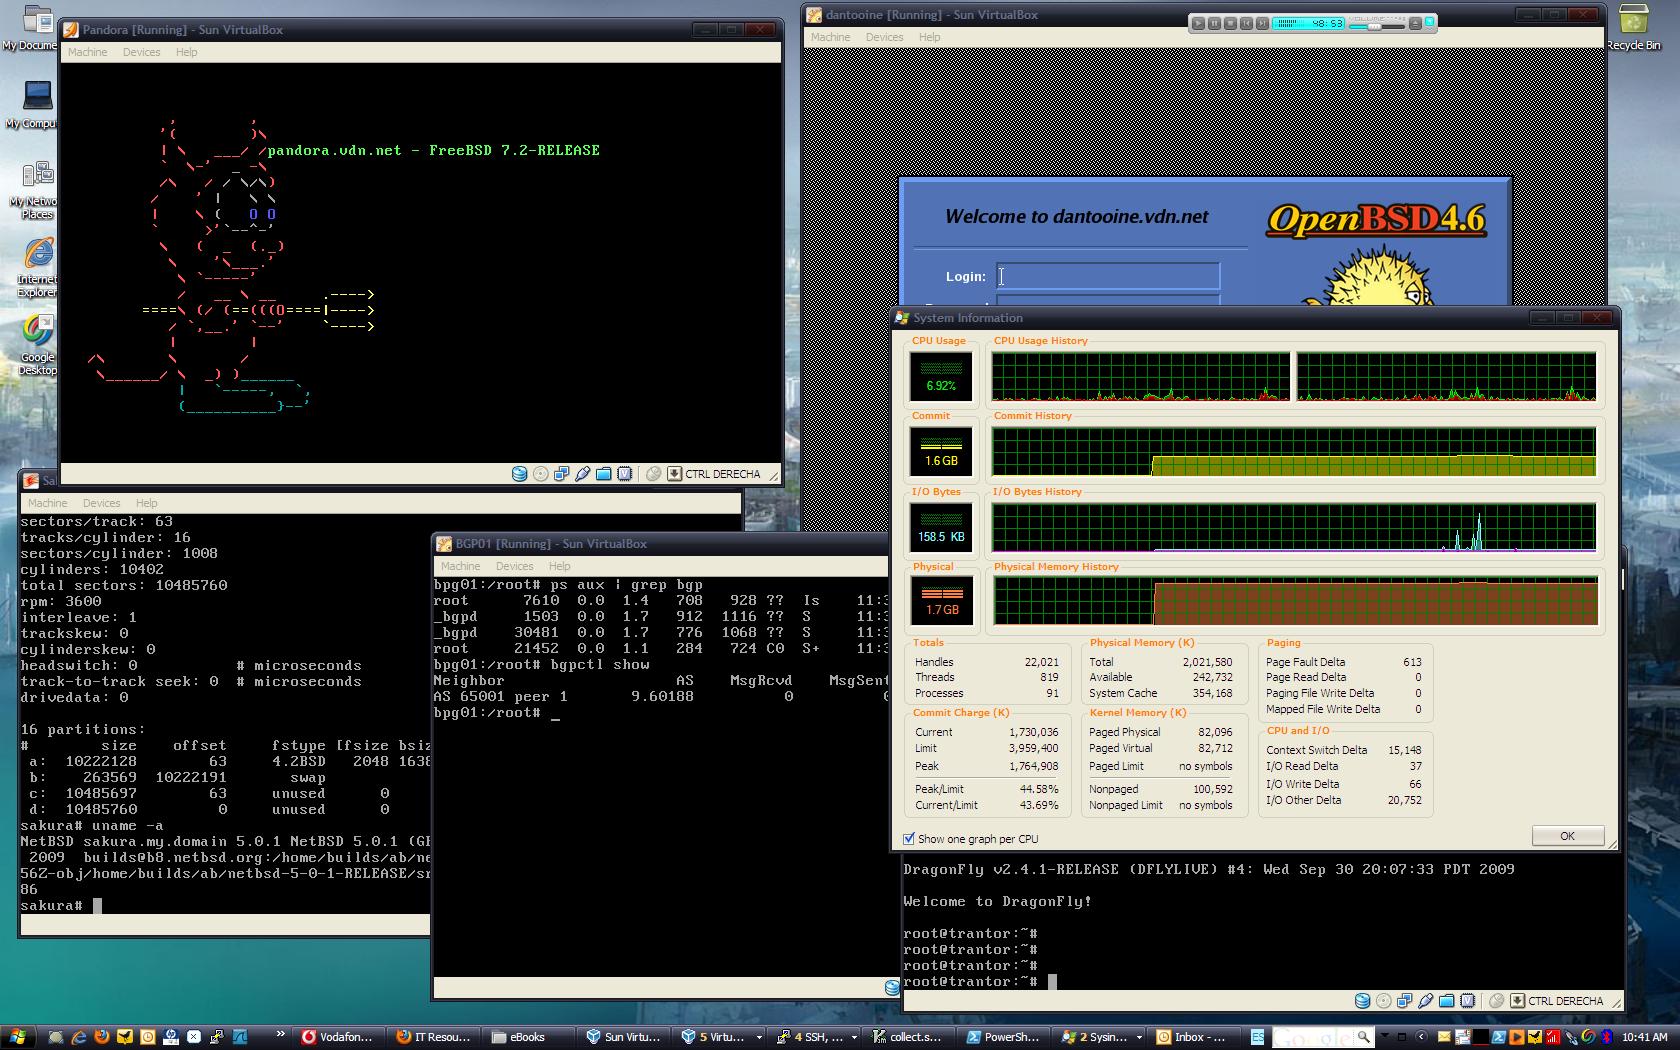 My Docume
My Compu
My Netwo
Places
Internet
Explorer
Google
Desktop
Recycle Bin
Pandora [Running] - Sun VirtualBox
Machine Devices Help
pandora.vdn.net - FreeBSD 7.2-RELEASE
CTRL DERECHA
dantooine [Running] - Sun VirtualBox
48:53
VOLUME
Machine Devices Help
Welcome to dantooine.vdn.net
OpenBSD4.6
Login:
Sa
Machine Devices Help
sectors/track: 63
tracks/cylinder: 16
sectors/cylinder: 1008
cylinders: 10402
total sectors: 10485760
rpm: 3600
interleave: 1
trackskew: 0
cylinderskew: 0
headswitch: 0 # microseconds
track-to-track seek: 0 # microseconds
drivedata: 0
16 partitions:
# size offset fstype [fsize bsiz
a: 10222128 63 4.2BSD 2048 1638
b: 263569 10222191 swap
c: 10485697 63 unused 0
d: 10485760 0 unused 0
sakura# uname -a
NetBSD sakura.my.domain 5.0.1 NetBSD 5.0.1 (GE
2009 builds@b8.netbsd.org:/home/builds/ab/ne
56Z-obj/home/builds/ab/netbsd-5-0-1-RELEASE/sr
86
sakura#
BGP01 [Running] - Sun VirtualBox
Machine Devices Help
bpg01:/root# ps aux | grep bgp
root 7610 0.0 1.4 708 928 ?? Is 11:3
_bgpd 1503 0.0 1.7 912 1116 ?? S 11:3
_bgpd 30481 0.0 1.7 776 1068 ?? S 11:3
root 21452 0.0 1.1 284 724 C0 S+ 11:3
bpg01:/root# bgpctl show
Neighbor AS MsgRcvd MsgSent
AS 65001 peer 1 9.60188 0 0
bpg01:/root# _
System Information
CPU Usage CPU Usage History
6.92%
Commit Commit History
1.6 GB
I/O Bytes I/O Bytes History
158.5 KB
Physical Physical Memory History
1.7 GB
Totals
Handles 22,021
Threads 819
Processes 91
Commit Charge (K)
Current 1,730,036
Limit 3,959,400
Peak 1,764,908
Peak/Limit 44.58%
Current/Limit 43.69%
Physical Memory (K)
Total 2,021,580
Available 242,732
System Cache 354,168
Kernel Memory (K)
Paged Physical 82,096
Paged Virtual 82,712
Paged Limit no symbols
Nonpaged 100,592
Nonpaged Limit no symbols
Paging
Page Fault Delta 613
Page Read Delta 0
Paging File Write Delta 0
Mapped File Write Delta 0
CPU and I/O
Context Switch Delta 15,148
I/O Read Delta 37
I/O Write Delta 66
I/O Other Delta 20,752
Show one graph per CPU
OK
DragonFly v2.4.1-RELEASE (DFLYLIVE) #4: Wed Sep 30 20:07:33 PDT 2009
Welcome to DragonFly!
root@trantor:~#
root@trantor:~#
root@trantor:~#
root@trantor:~#
CTRL DERECHA
Vodafon... IT Resou... eBooks Sun Virtu... 5 Virtu... 4 SSH, ... collect.s... PowerSh... 2 Sysin... Inbox - ... ES Google 10:41 AM